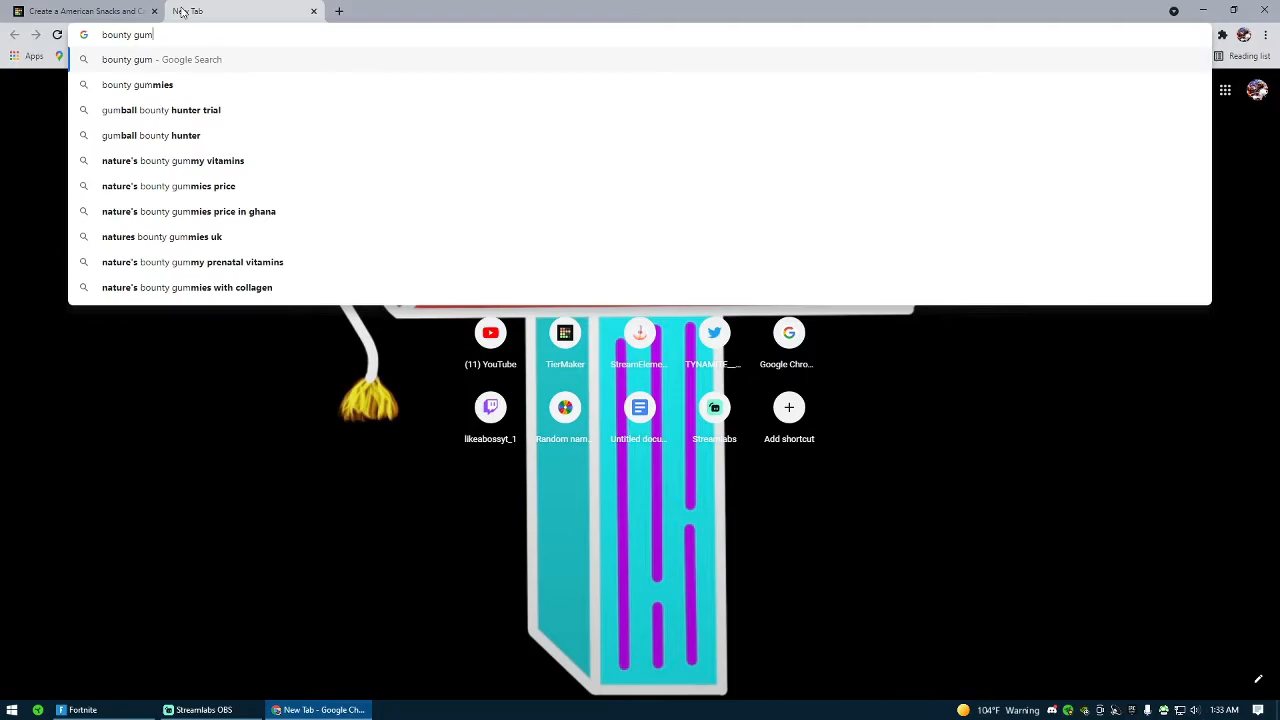 Create a American Snacks and C
New Tab
bounty gum
bounty gum - Google Search
Apps
Reading list
bounty gummies
gumball bounty hunter trial
gumball bounty hunter
nature's bounty gummy vitamins
nature's bounty gummies price
nature's bounty gummies price in ghana
natures bounty gummies uk
nature's bounty gummy prenatal vitamins
nature's bounty gummies with collagen
(11) YouTube
TierMaker
StreamEleme...
TYNAMITE__...
Google Chro...
likeabossyt_1
Random nam...
Untitled docu...
Streamlabs
Add shortcut
Fortnite
Streamlabs OBS
New Tab - Google Ch...
104°F Warning
1:33 AM